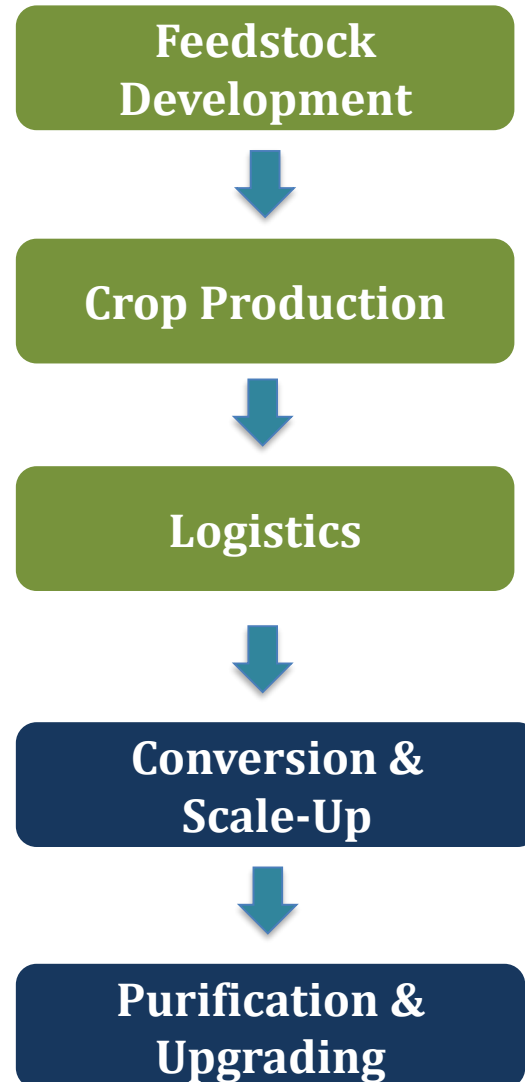 Feedstock
Development
Crop Production
Logistics
Conversion &
Scale-Up
Purification &
Upgrading